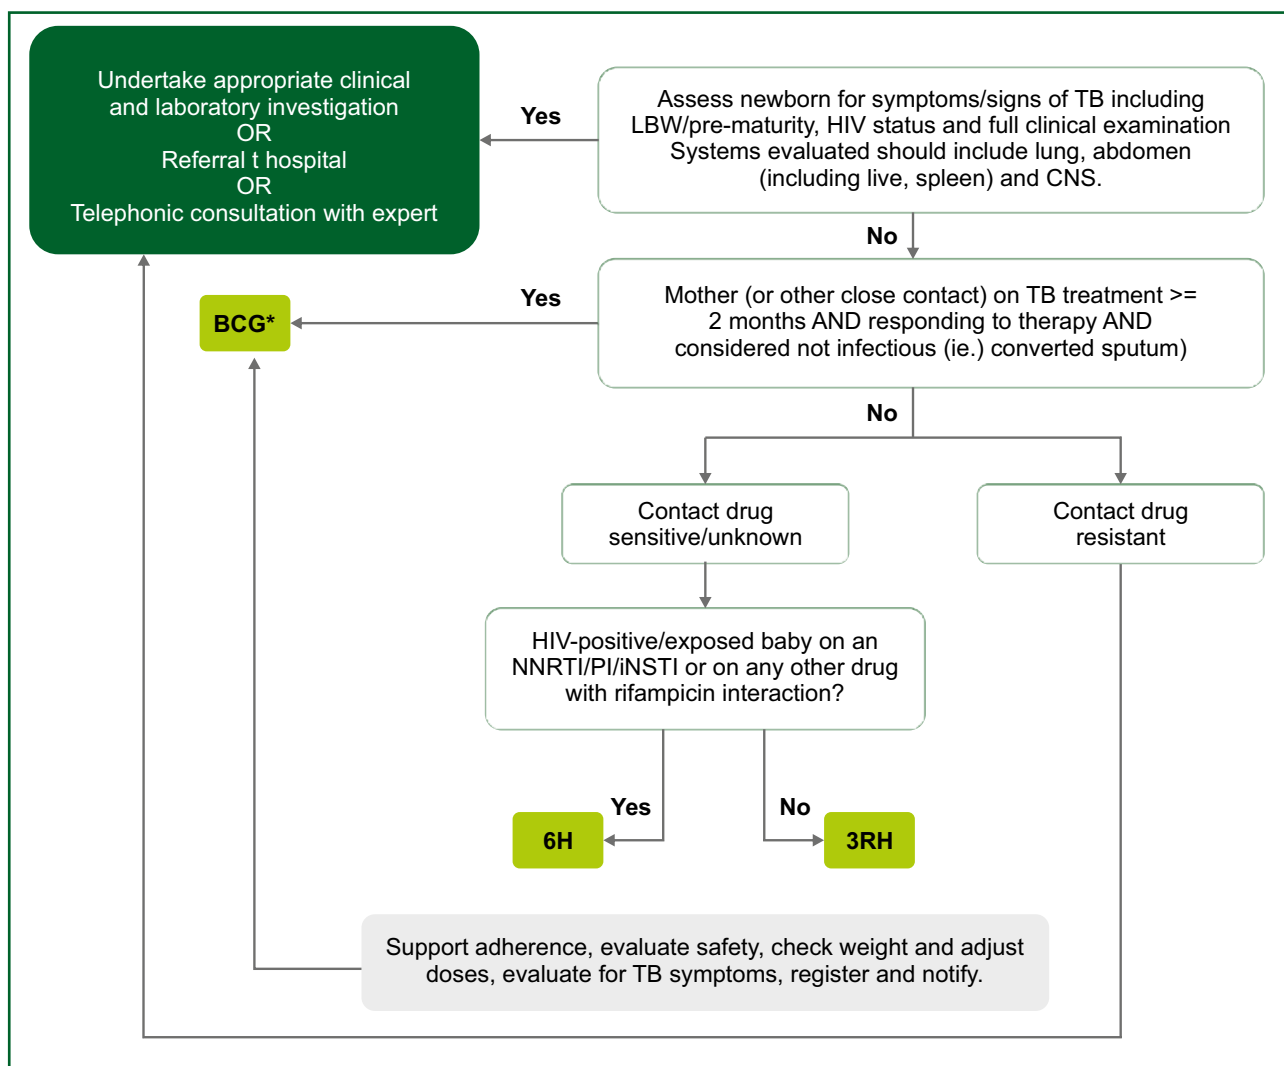 Undertake appropriate clinical
and laboratory investigation
OR
Referral t hospital
OR
Telephonic consultation with expert
Yes
Assess newborn for symptoms/signs of TB including
LBW/pre-maturity, HIV status and full clinical examination
Systems evaluated should include lung, abdomen
(including live, spleen) and CNS.
No
BCG*
Yes
Mother (or other close contact) on TB treatment >=
2 months AND responding to therapy AND
considered not infectious (ie.) converted sputum)
No
Contact drug
sensitive/unknown
Contact drug
resistant
HIV-positive/exposed baby on an
NNRTI/PI/iNSTI or on any other drug
with rifampicin interaction?
Yes
No
6H
3RH
Support adherence, evaluate safety, check weight and adjust
doses, evaluate for TB symptoms, register and notify.